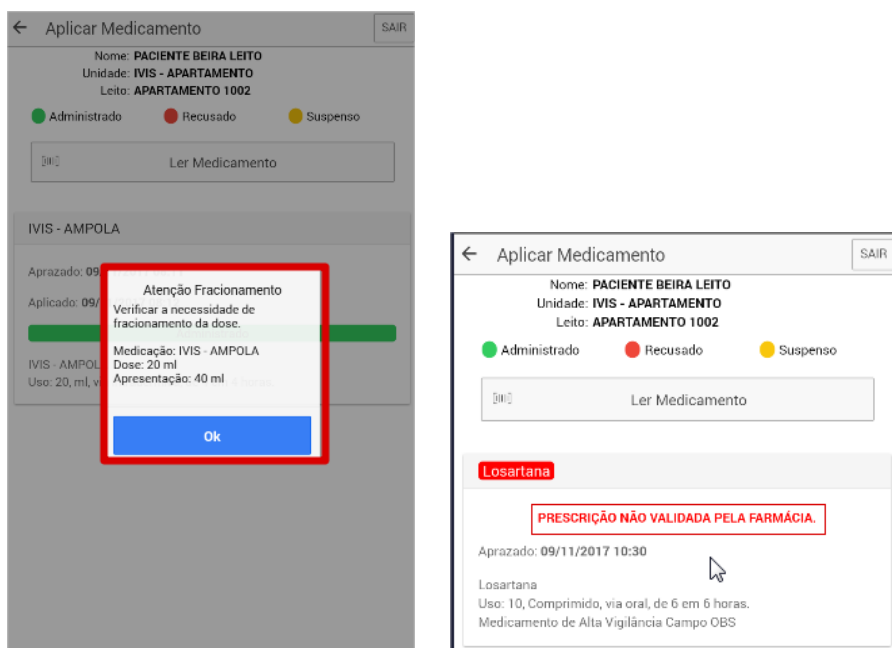 Aplicar Medicamento SAIR
Nome: PACIENTE BEIRA LEITO
Unidade: IVIS - APARTAMENTO
Leito: APARTAMENTO 1002
Administrado Recusado Suspenso
Ler Medicamento
IVIS - AMPOLA
Aprazado: 09
Aplicado: 09/
IVIS - AMPOL
Uso: 20, ml, v
Atenção Fracionamento
Verificar a necessidade de
fracionamento da dose.
Medicação: IVIS - AMPOLA
Dose: 20 ml
Apresentação: 40 ml
Ok
Aplicar Medicamento SAIR
Nome: PACIENTE BEIRA LEITO
Unidade: IVIS - APARTAMENTO
Leito: APARTAMENTO 1002
Administrado Recusado Suspenso
Ler Medicamento
Losartana
PRESCRIÇÃO NÃO VALIDADA PELA FARMÁCIA.
Aprazado: 09/11/2017 10:30
Losartana
Uso: 10, Comprimido, via oral, de 6 em 6 horas.
Medicamento de Alta Vigilância Campo OBS